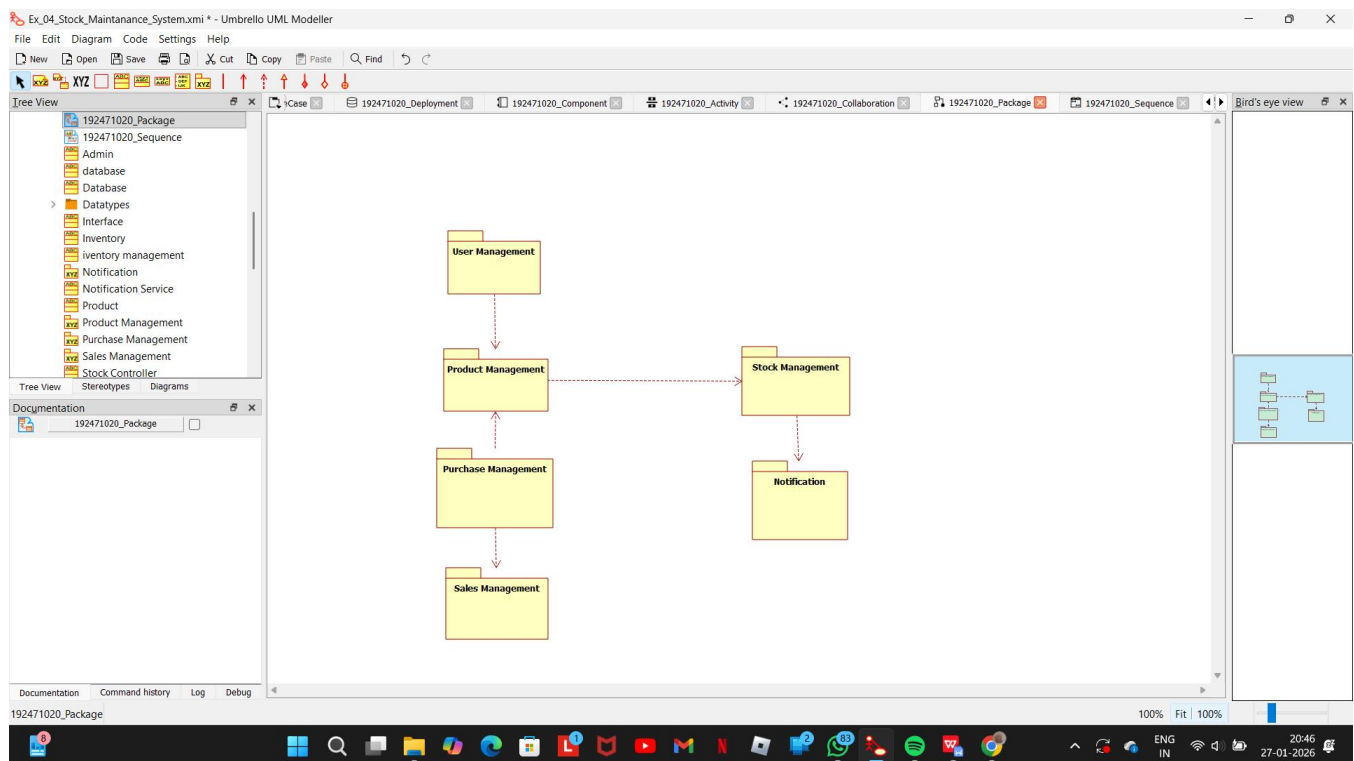 Ex_04_Stock_Maintanance_System.xmi * - Umbrello UML Modeller
File Edit Diagram Code Settings Help
New Open Save Cut Copy Paste Find
XYZ
Tree View
192471020_Package
192471020_Sequence
Admin
database
Database
Datatypes
Interface
Inventory
iventory management
Notification
Notification Service
Product
Product Management
Purchase Management
Sales Management
Stock Controller
Tree View Stereotypes Diagrams
Documentation
192471020_Package
Documentation Command history Log Debug
192471020_Package
Case 192471020_Deployment 192471020_Component 192471020_Activity 192471020_Collaboration 192471020_Package 192471020_Sequence
User Management
Product Management
Stock Management
Purchase Management
Notification
Sales Management
Bird's eye view
100% Fit 100%
8
1
2
83
ENG
IN
20:46
27-01-2026